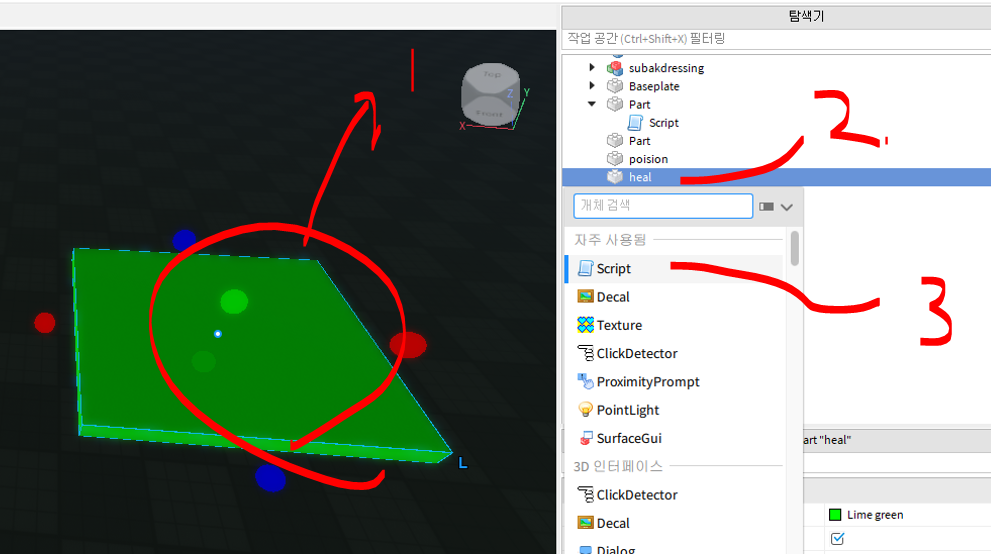 탐색기
작업 공간 (Ctrl+Shift+X) 필터링
subakdressing
Baseplate
Part
Script
Part
poision
heal
개체 검색
자주 사용됨
Script
Decal
Texture
ClickDetector
ProximityPrompt
PointLight
SurfaceGui
3D 인터페이스
ClickDetector
Decal
Dialog
art "heal"
Lime green
1
2.
3
Top
Front
X
Y
Z
L